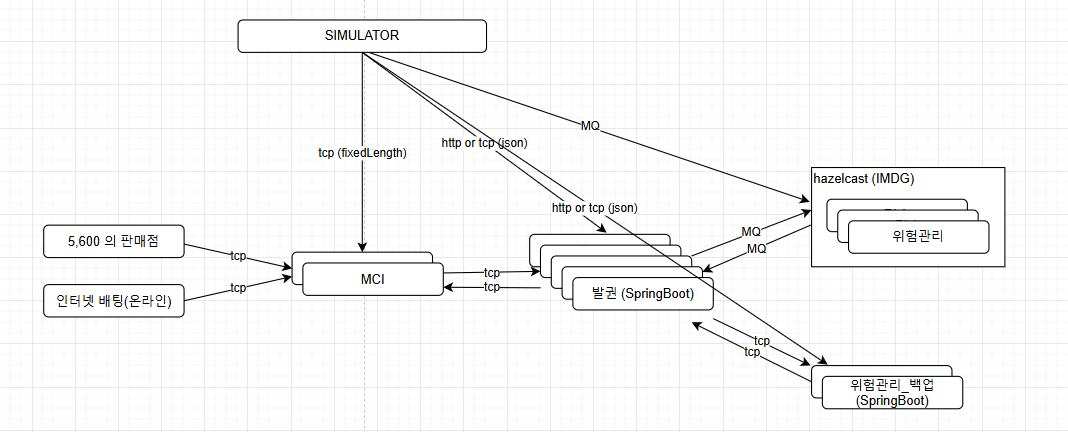 SIMULATOR
MQ
http or tcp (json)
tcp (fixedLength)
hazelcast (IMDG)
http or tcp (json)
5,600 의 판매점
위험관리
MQ
MQ
tcp
MCI
tcp
tcp
tcp
인터넷 배팅(온라인)
발권 (SpringBoot)
tcp
tcp
위험관리_백업
(SpringBoot)